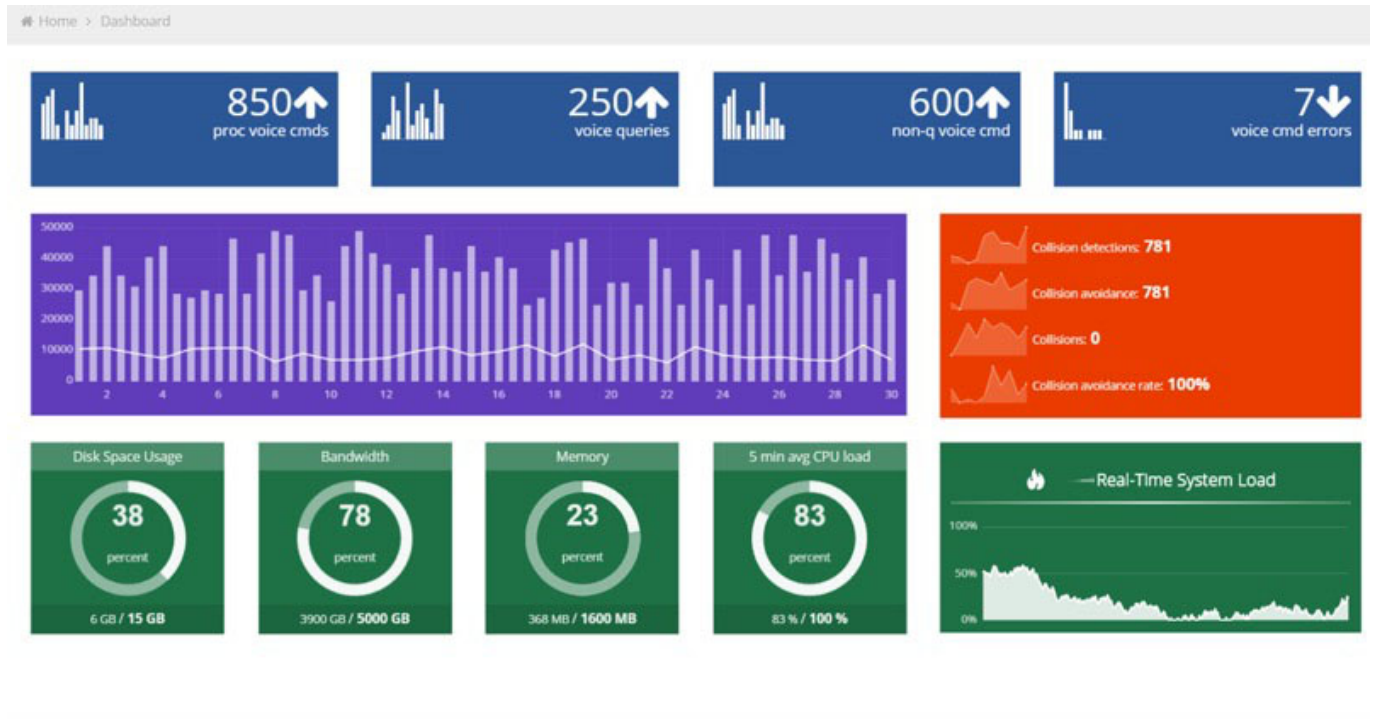 Home > Dashboard
850
proc voice cmds
250
voice queries
600
non-q voice cmd
7
voice cmd errors
50000
40000
30000
20000
10000
0
2 4 6 8 10 12 14 16 18 20 22 24 26 28 30
Collision detections: 781
Collision avoidance: 781
Collisions: 0
Collision avoidance rate: 100%
Disk Space Usage
38
percent
6 GB / 15 GB
Bandwidth
78
percent
3900 GB / 5000 GB
Memory
23
percent
368 MB / 1600 MB
5 min avg CPU load
83
percent
83 % / 100 %
Real-Time System Load
100%
50%
0%